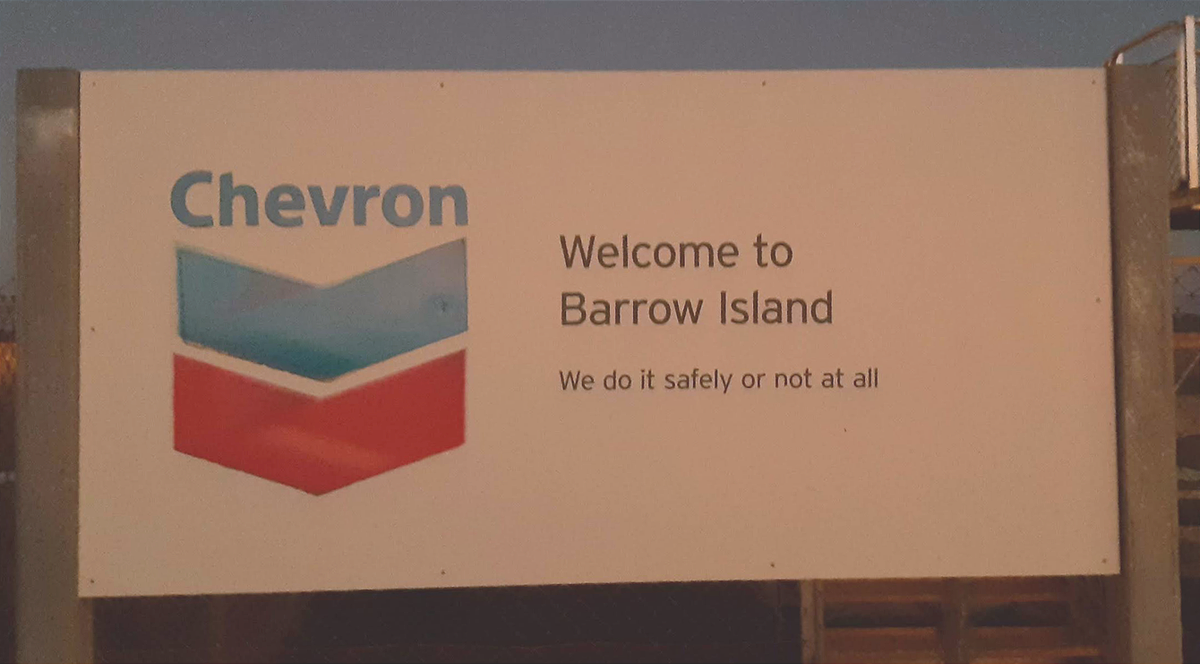 Chevron
Welcome to
Barrow Island
We do it safely or not at all